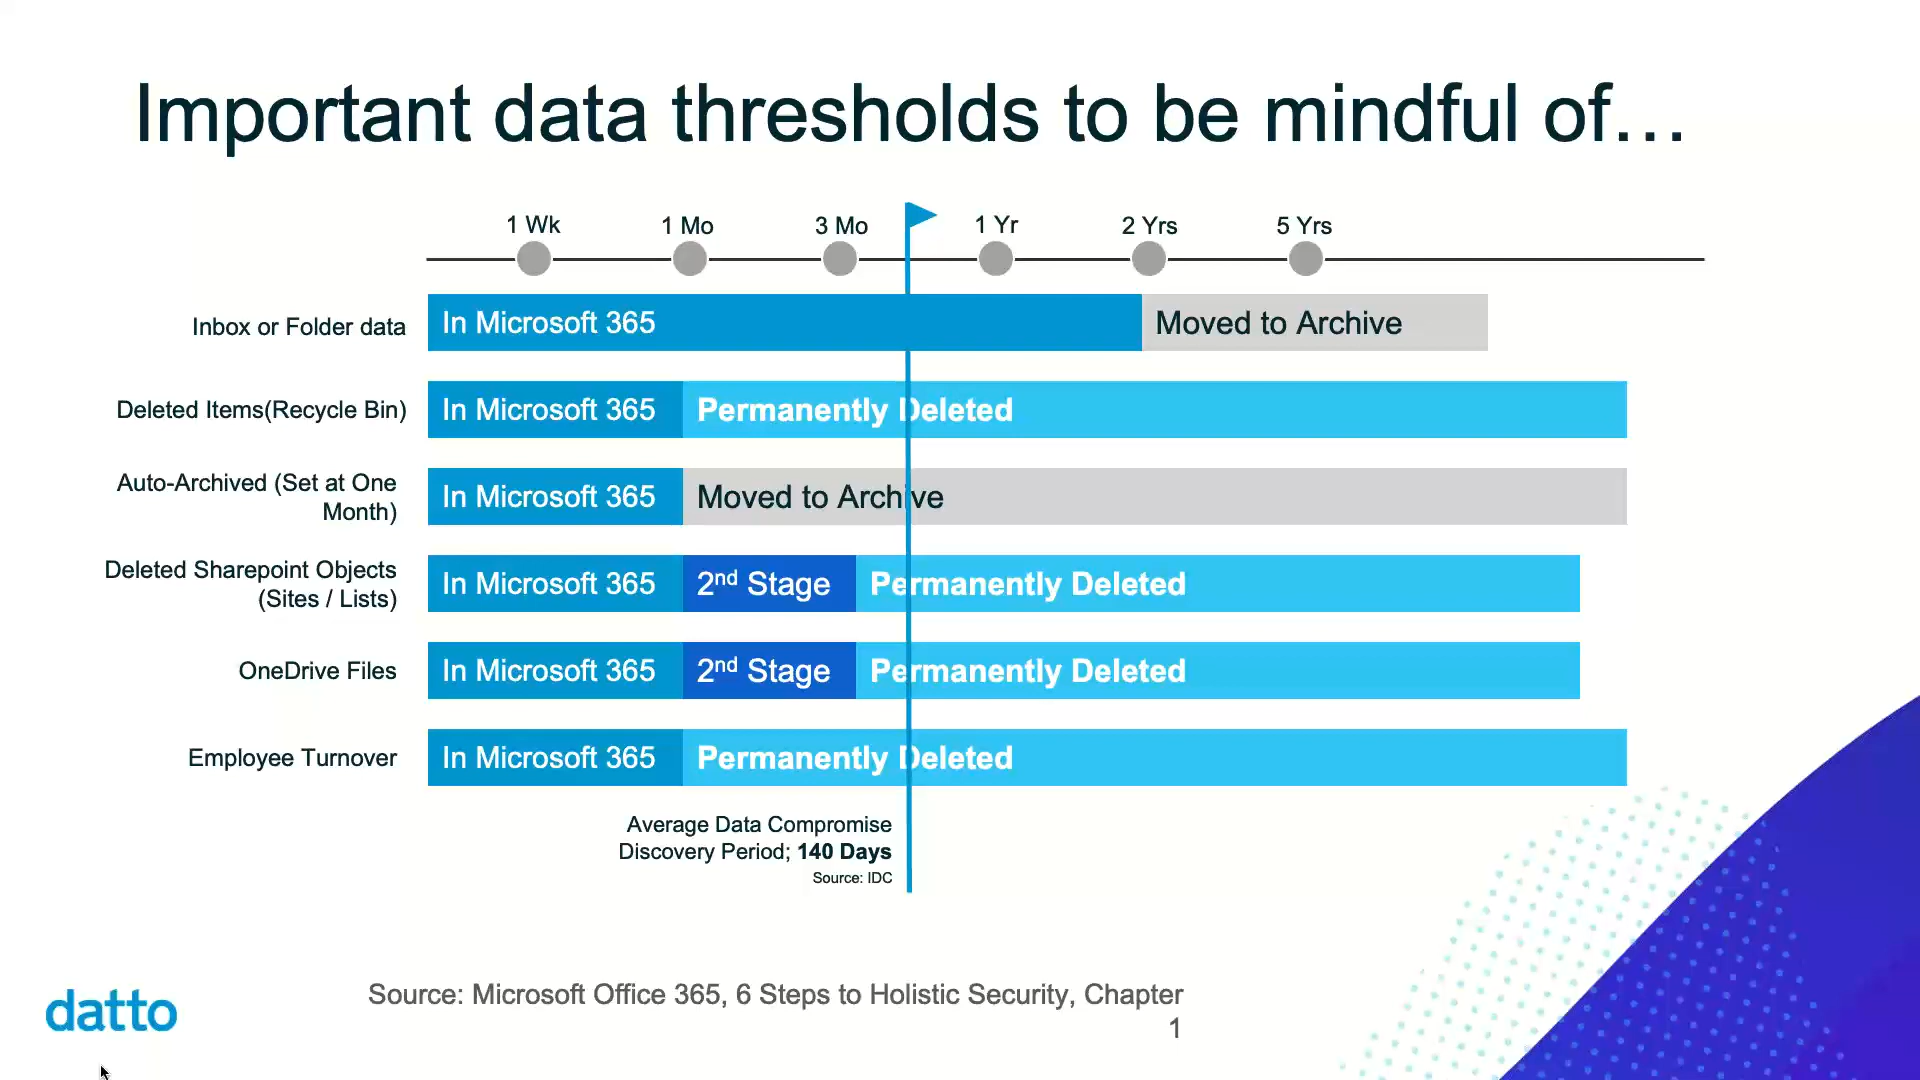 Important data thresholds to be mindful of…
1 Wk
1 Mo
3 Mo
1 Yr
2 Yrs
5 Yrs
Inbox or Folder data
In Microsoft 365
Moved to Archive
Deleted Items(Recycle Bin)
In Microsoft 365
Permanently Deleted
Auto-Archived (Set at One
Month)
In Microsoft 365
Moved to Archive
Deleted Sharepoint Objects
(Sites / Lists)
In Microsoft 365
2nd Stage
Permanently Deleted
OneDrive Files
In Microsoft 365
2nd Stage
Permanently Deleted
Employee Turnover
In Microsoft 365
Permanently Deleted
Average Data Compromise
Discovery Period; 140 Days
Source: IDC
Source: Microsoft Office 365, 6 Steps to Holistic Security, Chapter
1
datto